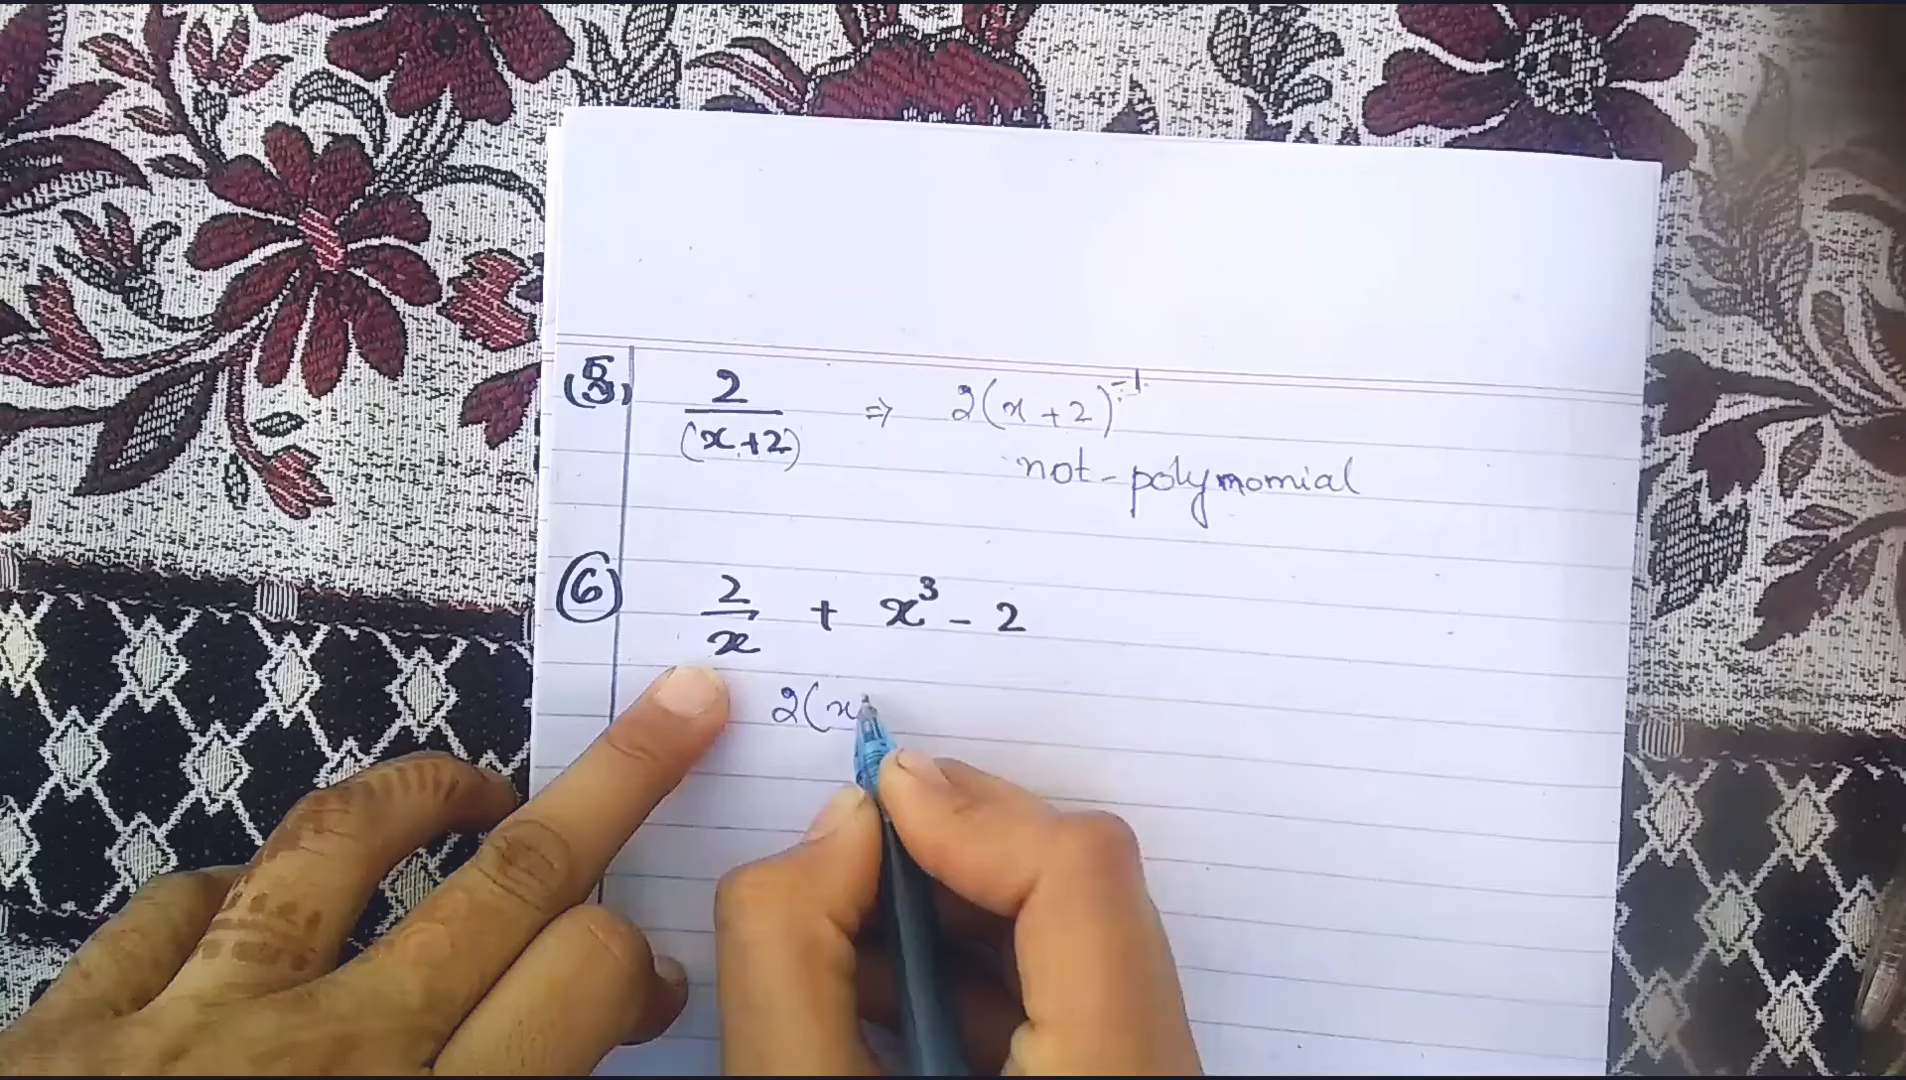 (5) 2/(x+2) ⇒ 2(x+2)⁻¹
not - polymomial
(6) 2/x + x³ - 2
2(x